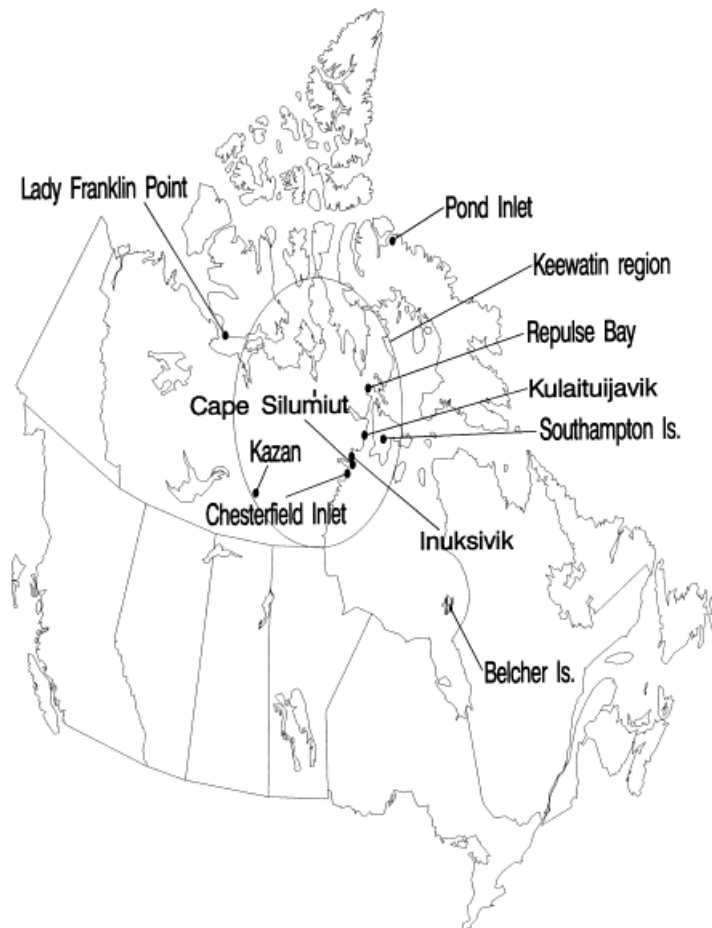 Lady Franklin Point
Pond Inlet
Keewatin region
Repulse Bay
Kulaituijavik
Cape Silumiut
Southampton Is.
Kazan
Chesterfield Inlet
Inuksivik
Belcher Is.